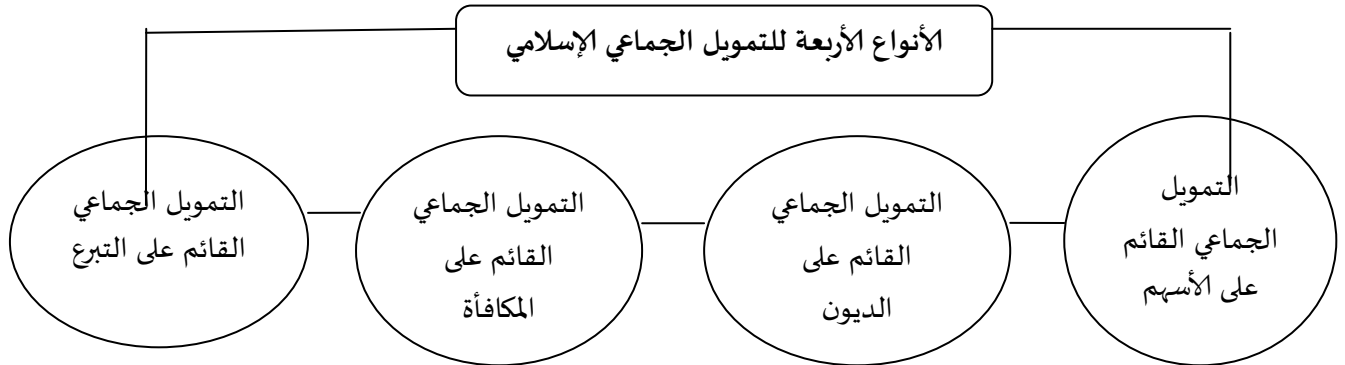 الأنواع الأربعة للتمويل الجماعي الإسلامي
التمويل
الجماعي القائم
على الأسهم
التمويل الجماعي
القائم على
الديون
التمويل الجماعي
القائم على
المكافأة
التمويل الجماعي
القائم على التبرع